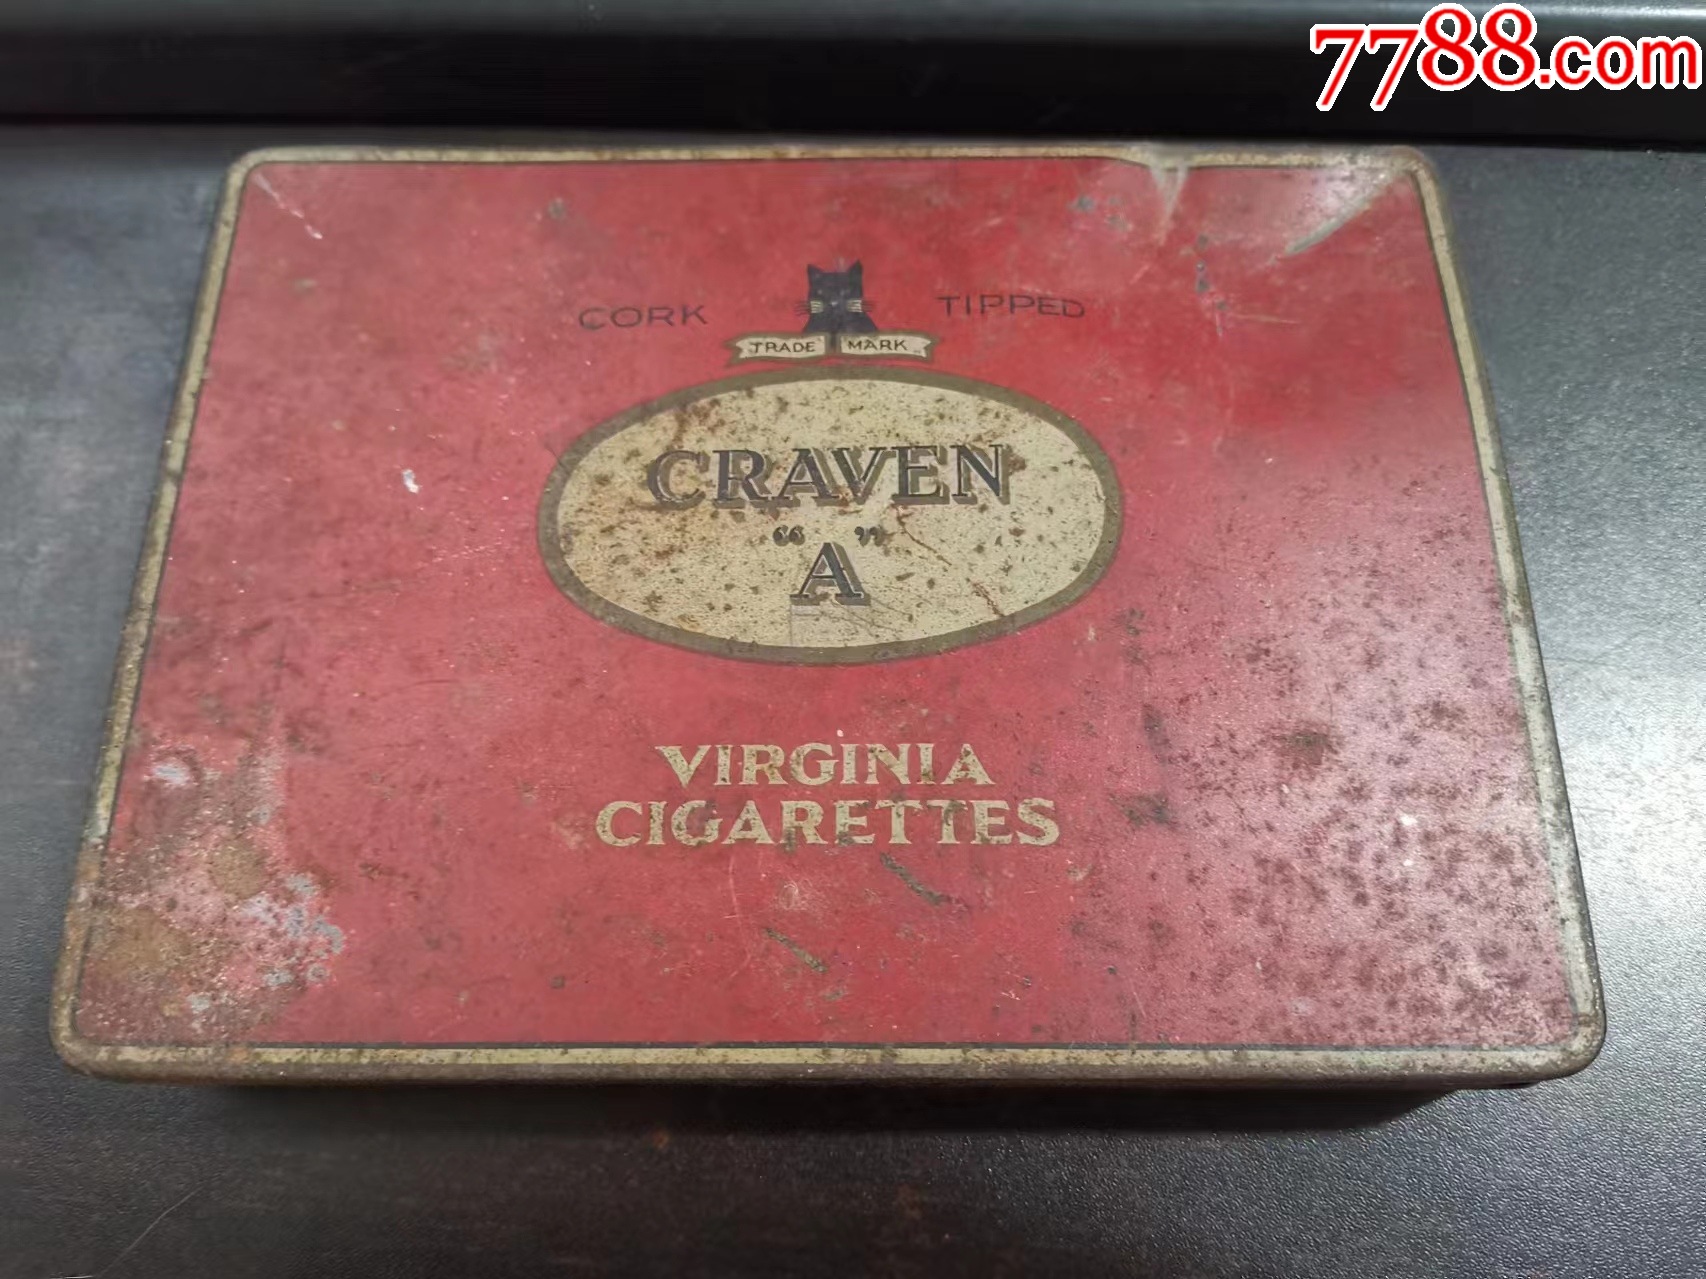 7788.com
CORK TIPPED
TRADE MARK
CRAVEN
“A”
VIRGINIA
CIGARETTES